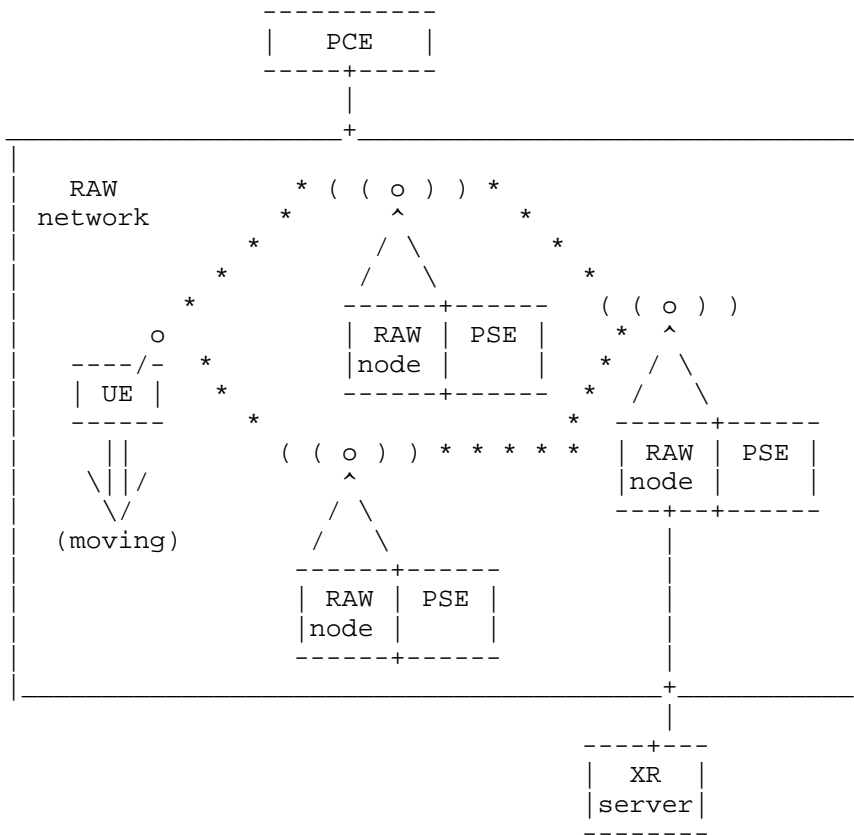 PCE
RAW
network
RAW PSE
node
UE
RAW PSE
node
(moving)
RAW PSE
node
XR
server